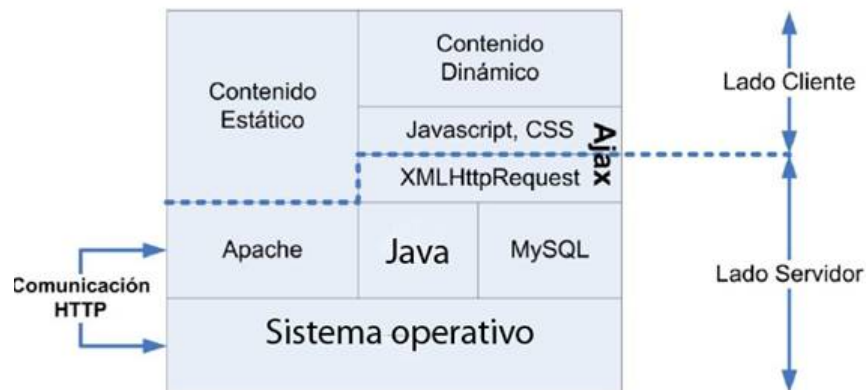 Contenido
Estático
Contenido
Dinámico
Javascript, CSS
Ajax
XMLHttpRequest
Lado Cliente
Apache
Java
MySQL
Lado Servidor
Comunicación
HTTP
Sistema operativo